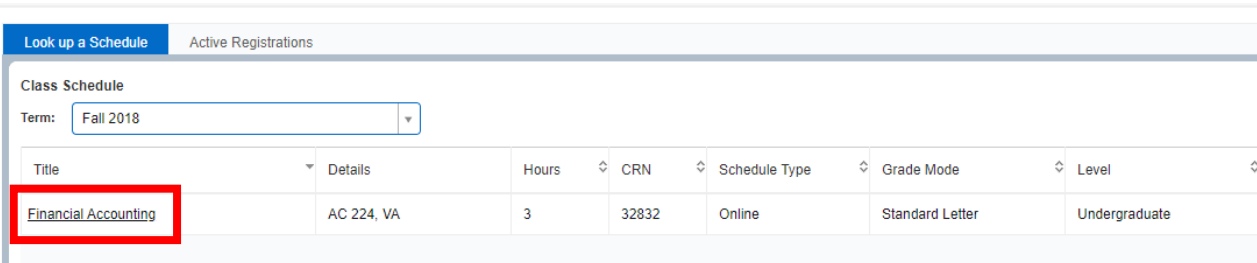 Look up a Schedule Active Registrations
Class Schedule
Term: Fall 2018
Title Details Hours CRN Schedule Type Grade Mode Level
Financial Accounting AC 224, VA 3 32832 Online Standard Letter Undergraduate